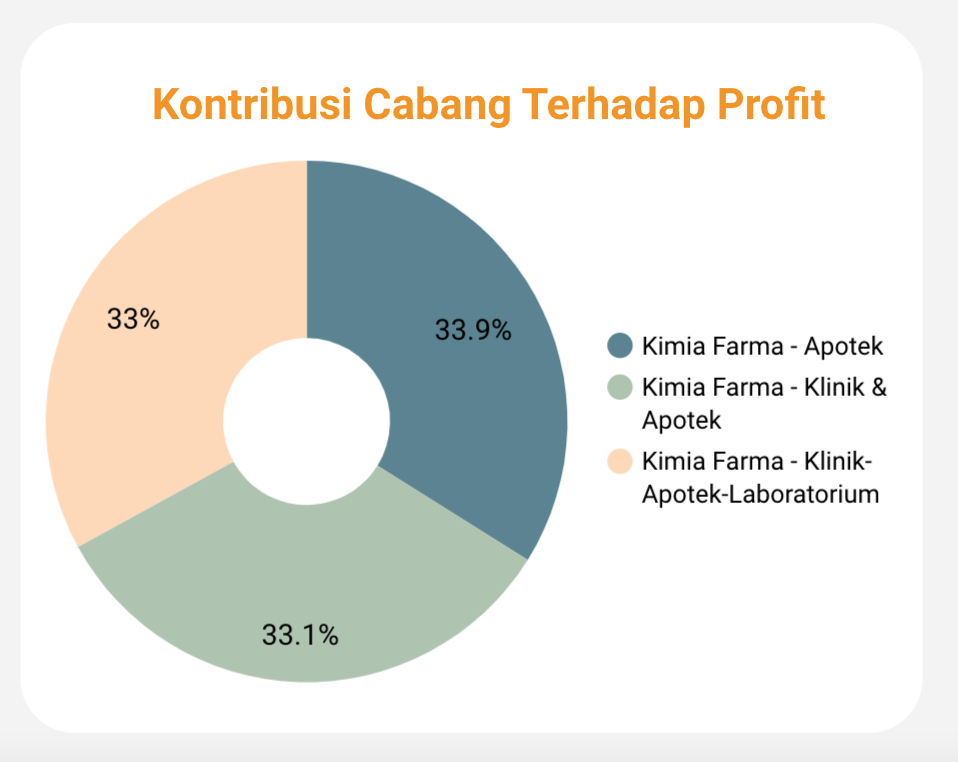 Kontribusi Cabang Terhadap Profit
33%
33.9%
33.1%
Kimia Farma - Apotek
Kimia Farma - Klinik &
Apotek
Kimia Farma - Klinik-
Apotek-Laboratorium